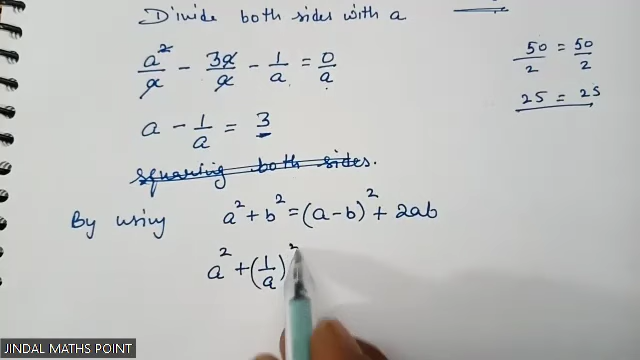 Divide both sides with a
a²/a - 3a/a - 1/a = 0/a
50/2 = 50/2
25 = 25
a - 1/a = 3
squaring both sides.
By using a² + b² = (a - b)² + 2ab
a² + (1/a)²
JINDAL MATHS POINT